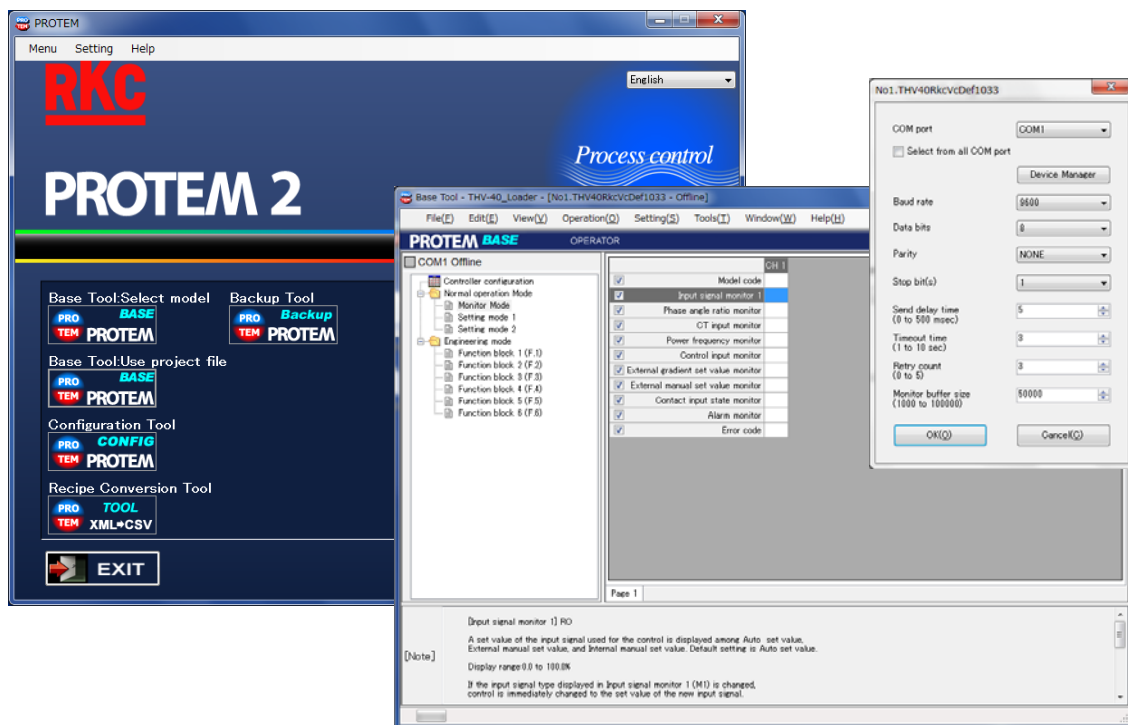 PROTEM
Menu Setting Help
RKC
English
Process control
PROTEM 2
Base Tool:Select model Backup Tool
PRO TEM BASE PROTEM
PRO TEM Backup PROTEM
Base Tool:Use project file
PRO TEM BASE PROTEM
Configuration Tool
PRO TEM CONFIG PROTEM
Recipe Conversion Tool
PRO TEM TOOL XML➡CSV
EXIT
Base Tool - THV-40_Loader - [No1.THV40RkcVcDef1033 - Offline]
File(F) Edit(E) View(V) Operation(O) Setting(S) Tools(T) Window(W) Help(H)
PROTEM BASE OPERATOR
COM1 Offline
Controller configuration
Normal operation Mode
Monitor Mode
Setting mode 1
Setting mode 2
Engineering mode
Function block 1 (F.1)
Function block 2 (F.2)
Function block 3 (F.3)
Function block 4 (F.4)
Function block 5 (F.5)
Function block 6 (F.6)
CH 1
Model code
Input signal monitor 1
Phase angle ratio monitor
CT input monitor
Power frequency monitor
Control input monitor
External gradient set value monitor
External manual set value monitor
Contact input state monitor
Alarm monitor
Error code
Page 1
[Note]
[Input signal monitor 1] RO
A set value of the input signal used for the control is displayed among Auto set value,
External manual set value, and Internal manual set value. Default setting is Auto set value.
Display range:0.0 to 100.0%
If the input signal type displayed in Input signal monitor 1 (M1) is changed,
control is immediately changed to the set value of the new input signal.
No1.THV40RkcVcDef1033
COM port COM1
Select from all COM port
Device Manager
Baud rate 9600
Data bits 8
Parity NONE
Stop bit(s) 1
Send delay time 5
(0 to 500 msec)
Timeout time 3
(1 to 10 sec)
Retry count 3
(0 to 5)
Monitor buffer size 50000
(1000 to 100000)
OK(O) Cancel(C)